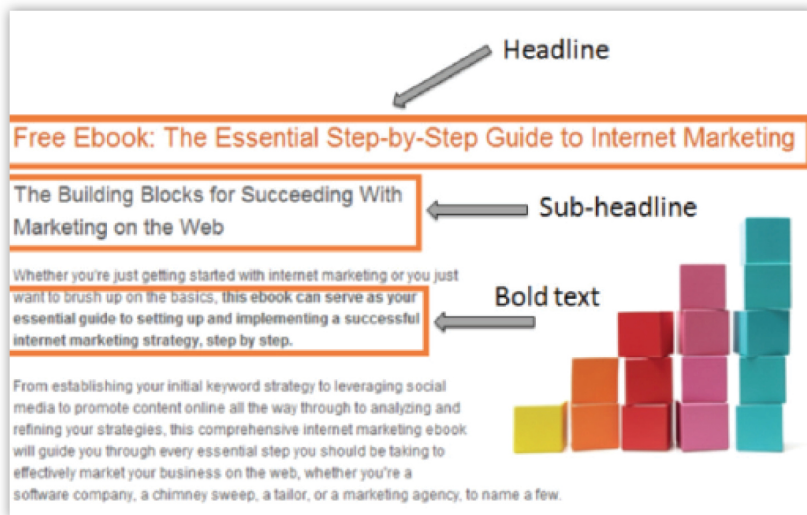 Headline
Free Ebook: The Essential Step-by-Step Guide to Internet Marketing
The Building Blocks for Succeeding With
Marketing on the Web
Sub-headline
Whether you're just getting started with internet marketing or you just
want to brush up on the basics, this ebook can serve as your
essential guide to setting up and implementing a successful
internet marketing strategy, step by step.
Bold text
From establishing your initial keyword strategy to leveraging social
media to promote content online all the way through to analyzing and
refining your strategies, this comprehensive internet marketing ebook
will guide you through every essential step you should be taking to
effectively market your business on the web, whether you're a
software company, a chimney sweep, a tailor, or a marketing agency, to name a few.